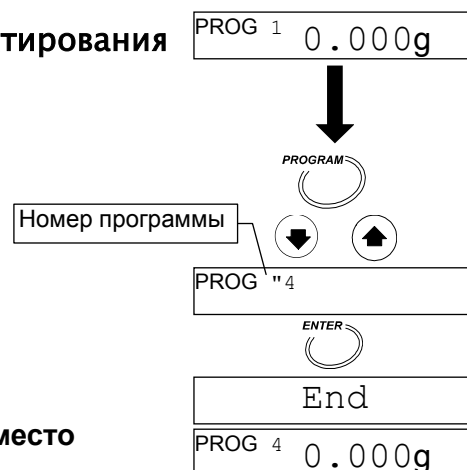 тирования
PROG 1 0.000g
PROGRAM
Номер программы
PROG "4
ENTER
End
место
PROG 4 0.000g